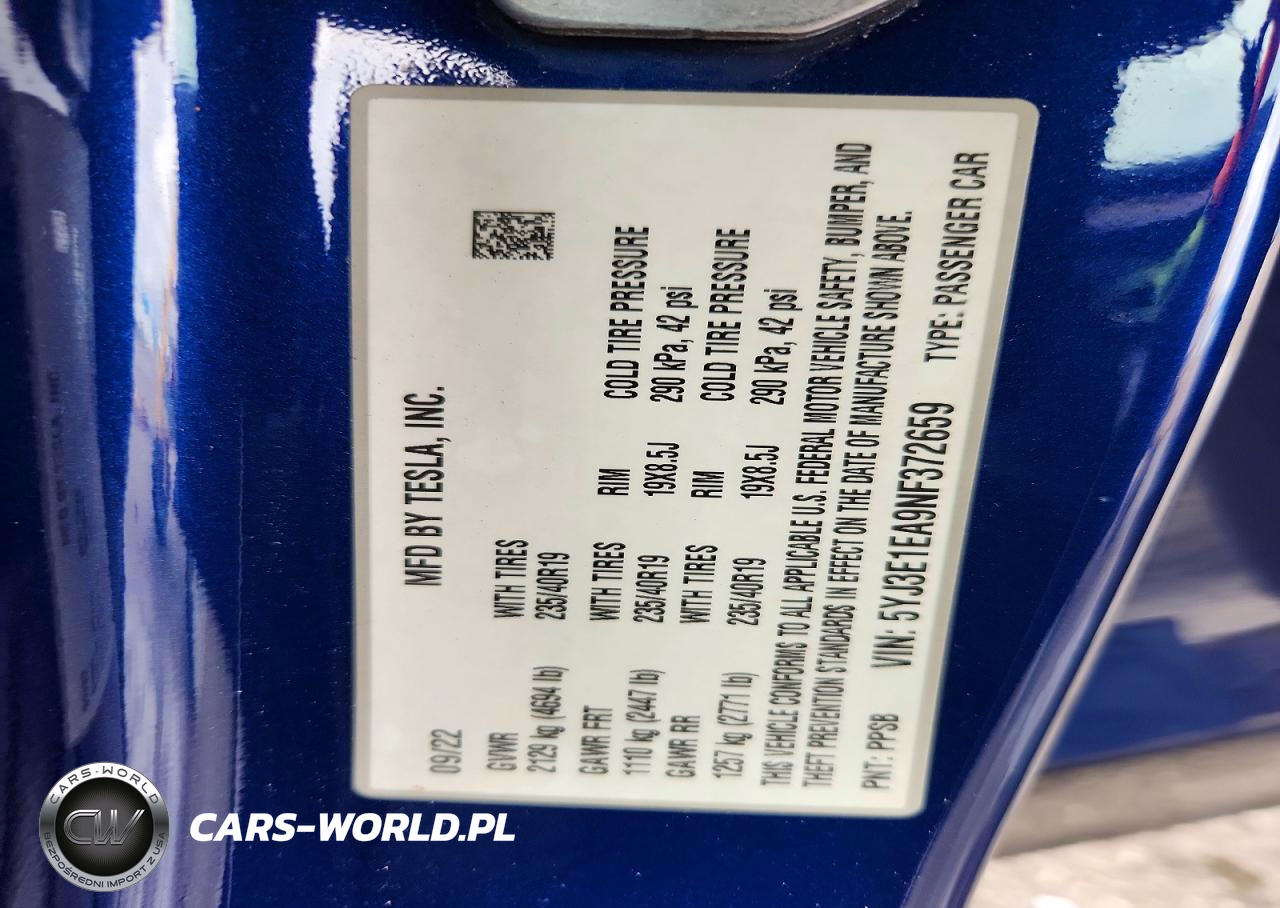 MFD BY TESLA, INC.
09/22
GVWR WITH TIRES
2129 kg (4694 lb) 235/40R19
GAWR FRT WITH TIRES RIM COLD TIRE PRESSURE
1110 kg (2447 lb) 235/40R19 19X8.5J 290 kPa, 42 psi
GAWR RR WTH TIRES RIM COLD TIRE PRESSURE
1257 kg (2771 lb) 235/40R19 19X8.5J 290 kPa, 42 psi
THIS VEHICLE CONFORMS TO ALL APPLICABLE U.S. FEDERAL MOTOR VEHICLE SAFETY, BUMPER, AND
THEFT PREVENTION STANDARDS IN EFFECT ON THE DATE OF MANUFACTURE SHOWN ABOVE.
PNT: PPSB VIN: 5YJ3E1EA9NF372659 TYPE: PASSENGER CAR
CARS-WORLD
CW
BEZPOŚREDNI IMPORT Z USA
CARS-WORLD.PL